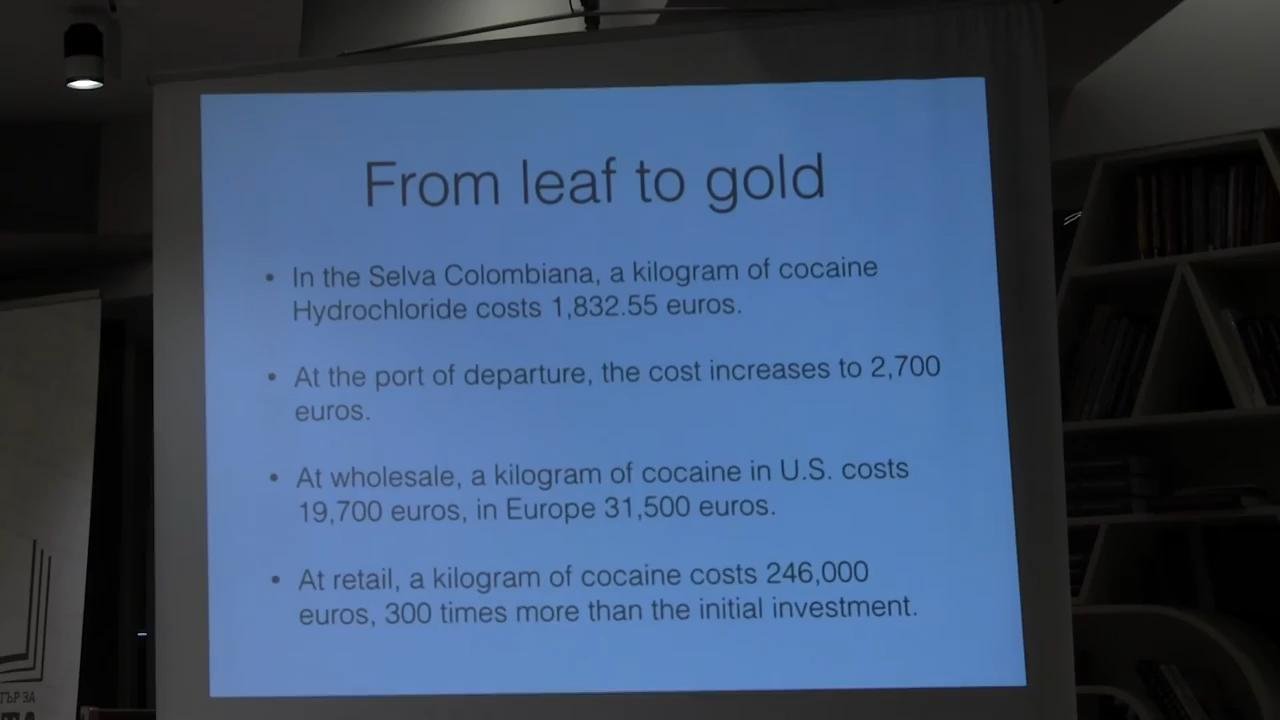 From leaf to gold
• In the Selva Colombiana, a kilogram of cocaine
Hydrochloride costs 1,832.55 euros.
• At the port of departure, the cost increases to 2,700
euros.
• At wholesale, a kilogram of cocaine in U.S. costs
19,700 euros, in Europe 31,500 euros.
• At retail, a kilogram of cocaine costs 246,000
euros, 300 times more than the initial investment.
ТЪР ЗА